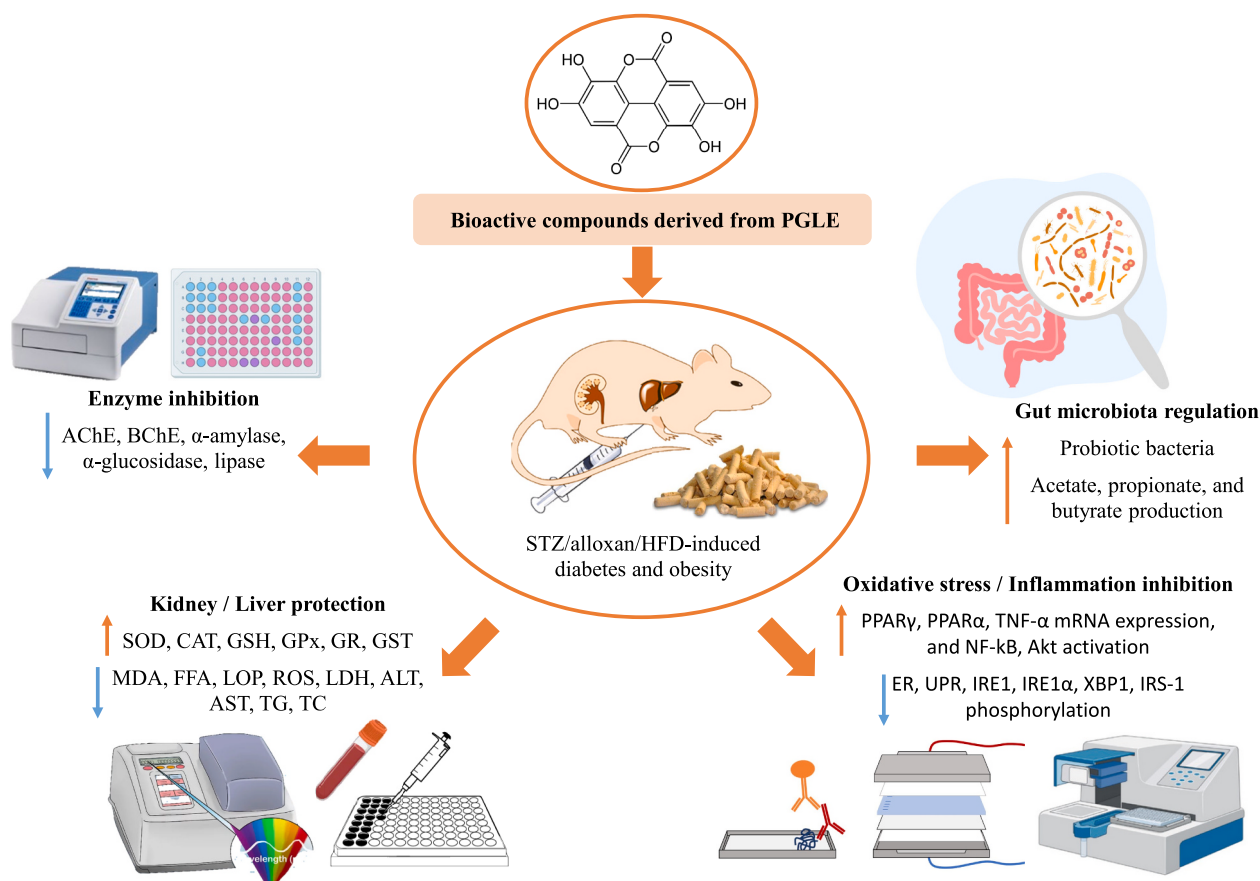 O
O
HO
HO
OH
OH
O
O
Bioactive compounds derived from PGLE
Enzyme inhibition
AChE, BChE, α-amylase,
α-glucosidase, lipase
STZ/alloxan/HFD-induced
diabetes and obesity
Gut microbiota regulation
Probiotic bacteria
Acetate, propionate, and
butyrate production
Kidney / Liver protection
SOD, CAT, GSH, GPx, GR, GST
MDA, FFA, LOP, ROS, LDH, ALT,
AST, TG, TC
Oxidative stress / Inflammation inhibition
PPARγ, PPARα, TNF-α mRNA expression,
and NF-kB, Akt activation
ER, UPR, IRE1, IRE1α, XBP1, IRS-1
phosphorylation